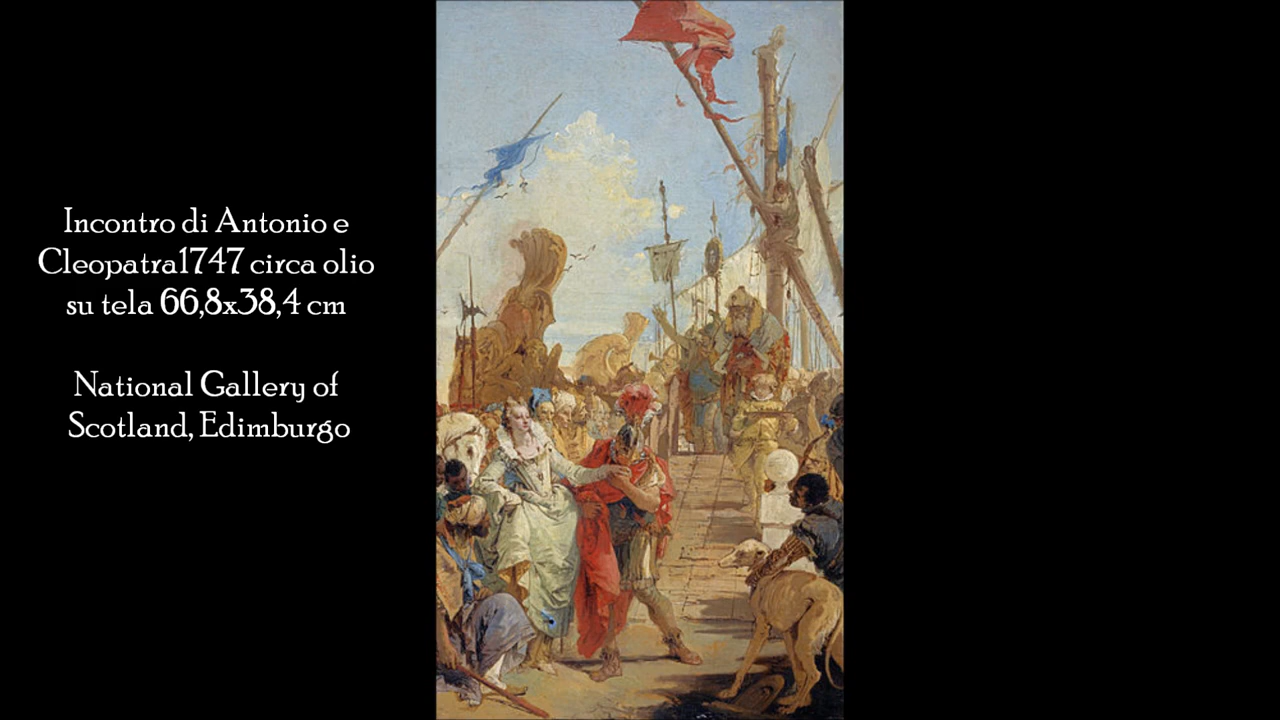 Incontro di Antonio e
Cleopatra1747 circa olio
su tela 66,8x38,4 cm
National Gallery of
Scotland, Edimburgo